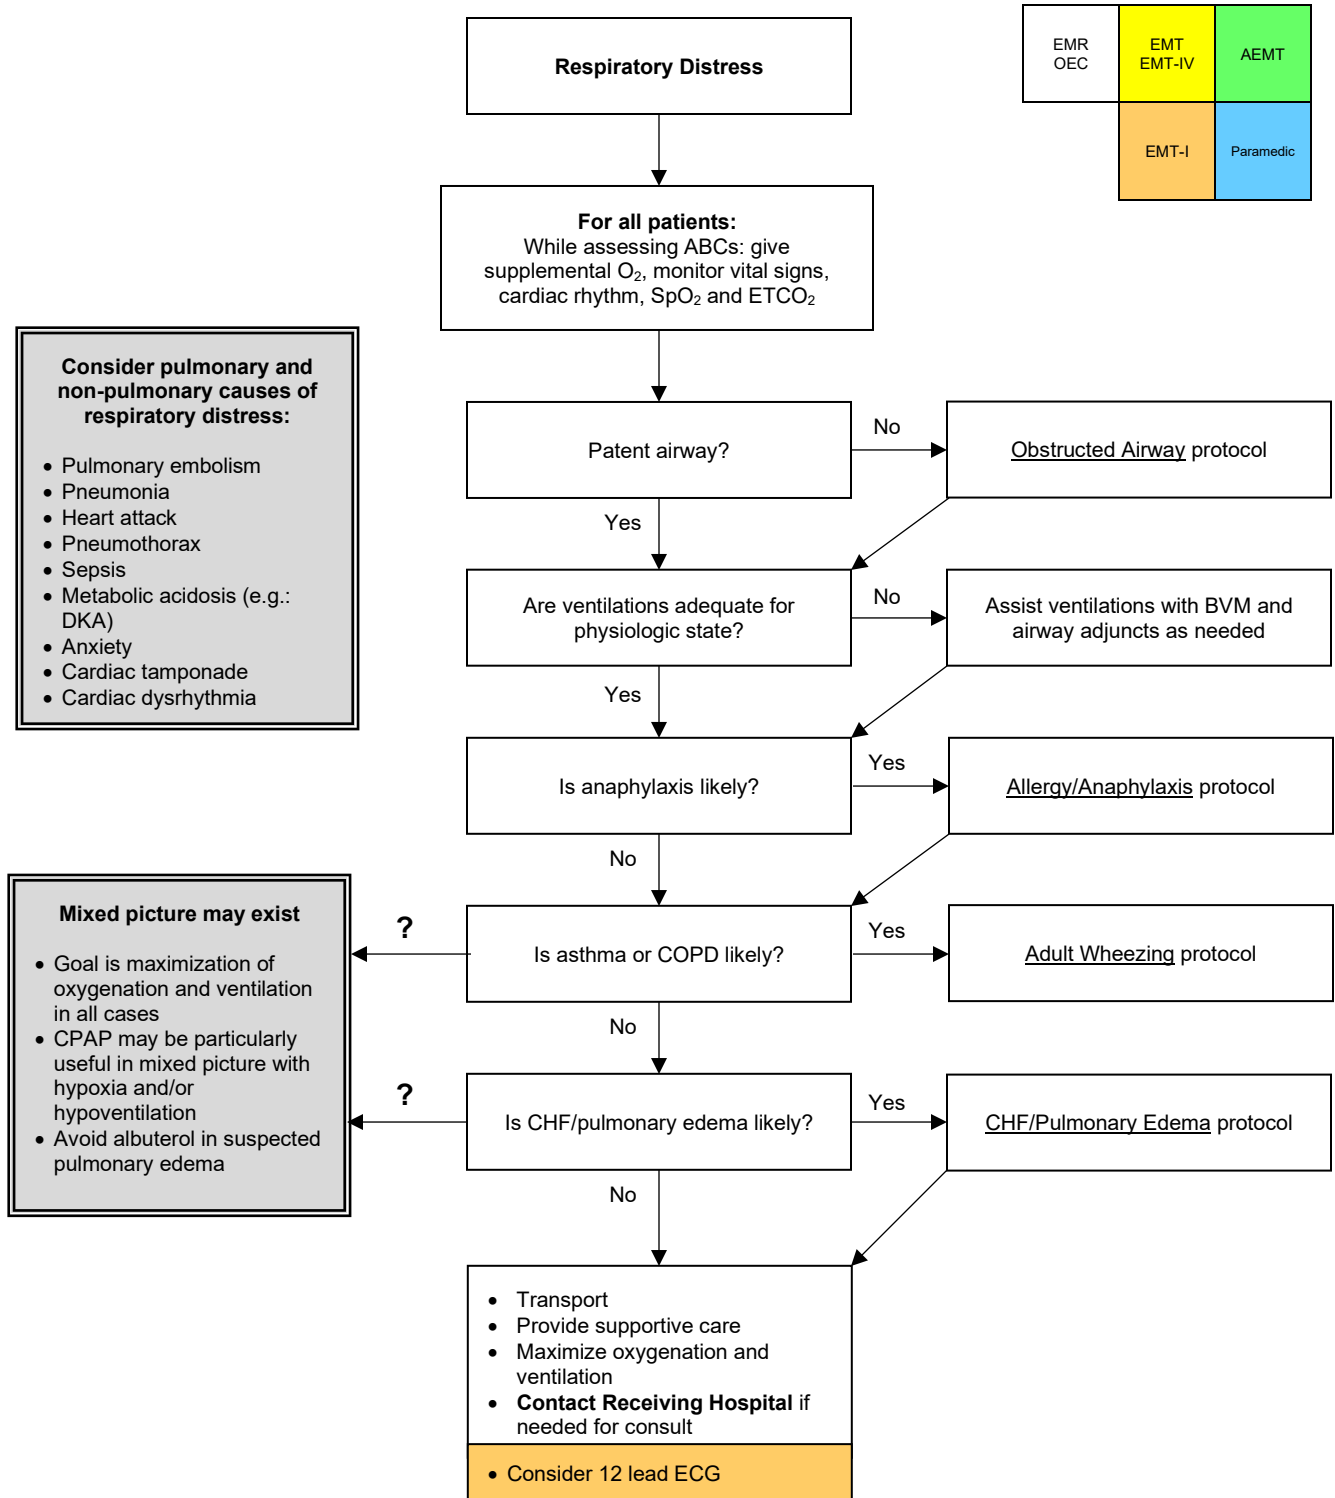 Respiratory Distress
EMR
OEC
EMT
EMT-IV
AEMT
EMT-I
Paramedic
For all patients:
While assessing ABCs: give
supplemental O₂, monitor vital signs,
cardiac rhythm, SpO₂ and ETCO₂
Consider pulmonary and
non-pulmonary causes of
respiratory distress:
• Pulmonary embolism
• Pneumonia
• Heart attack
• Pneumothorax
• Sepsis
• Metabolic acidosis (e.g.:
DKA)
• Anxiety
• Cardiac tamponade
• Cardiac dysrhythmia
Patent airway?
No
Obstructed Airway protocol
Yes
Are ventilations adequate for
physiologic state?
No
Assist ventilations with BVM and
airway adjuncts as needed
Yes
Is anaphylaxis likely?
Yes
Allergy/Anaphylaxis protocol
No
Mixed picture may exist
• Goal is maximization of
oxygenation and ventilation
in all cases
• CPAP may be particularly
useful in mixed picture with
hypoxia and/or
hypoventilation
• Avoid albuterol in suspected
pulmonary edema
?
Is asthma or COPD likely?
Yes
Adult Wheezing protocol
No
?
Is CHF/pulmonary edema likely?
Yes
CHF/Pulmonary Edema protocol
No
• Transport
• Provide supportive care
• Maximize oxygenation and
ventilation
• Contact Receiving Hospital if
needed for consult
• Consider 12 lead ECG